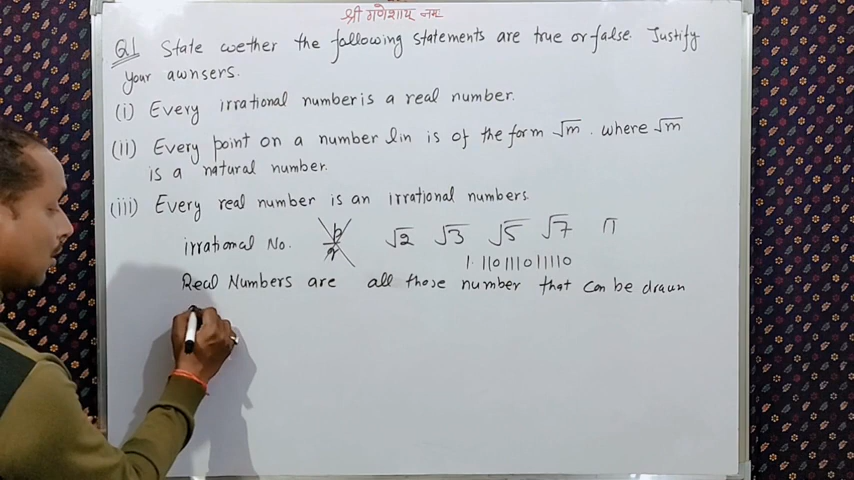 श्री गणेशाय नमः
Q1 State wether the following statements are true or false. Justify
your awnsers.
(i) Every irrational number is a real number.
(ii) Every point on a number lin is of the form √m. where √m
is a natural number.
(iii) Every real number is an irrational numbers.
irrational No. p/q √2 √3 √5 √7 π
1.110111011110
Real Numbers are all those number that can be drawn